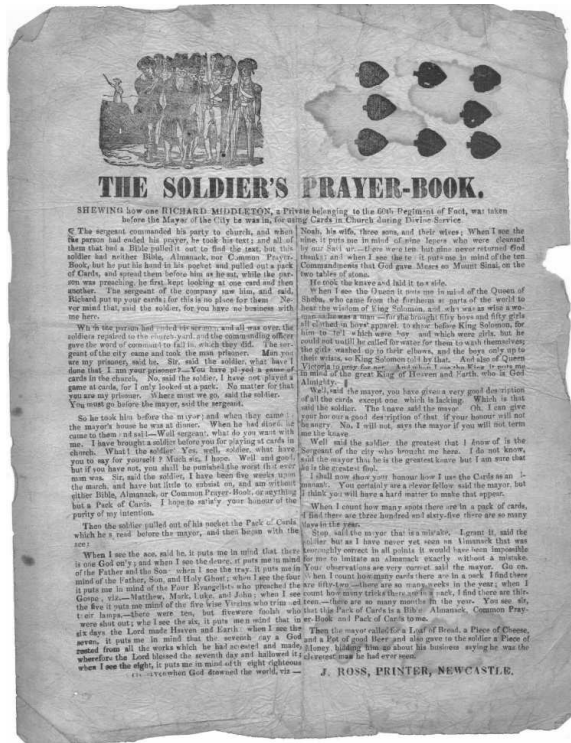 THE SOLDIER'S PRAYER-BOOK.
SHEWING how one RICHARD MIDDLETON, a Private belonging to the 60th Regiment of Foot, was taken
before the Mayor of the City he was in, for using Cards in Church during Divine Service.
The sergeant commanded his party to church, and when
the person had ended his prayer, he took his text; and all of
them that had a Bible pulled it out to find the text, but this
soldier had neither Bible, Almanack, nor Common Prayer-
Book, but he put his hand in his pocket and pulled out a pack
of Cards, and spread them before him as he sat, while the par-
son was preaching, he first kept looking at one card and then
another. The sergeant of the company saw him, and said,
Richard put up your cards; for this is no place for them Ne-
ver mind that, said the soldier, for you have no business with
me here.
When the parson had ended his sermon, and all was over, the
soldiers repaired to the church yard, and the commanding officer
gave the word of command to fall in, which they did. The ser-
geant of the city came and took the man prisoner. Man you
are my prisoner, said he. Sir, said the soldier, what have I
done that I am your prisoner?—You have played a game of
cards in the church. No, said the soldier, I have not played a
game at cards, for I only looked at a pack. No matter for that
you are my prisoner. Where must we go, said the soldier.
You must go before the mayor, said the sergeant.
So he took him before the mayor; and when they came to
the mayor's house he was at dinner. When he had dined, he
came to them and said—Well sergeant, what do you want with
me. I have brought a soldier before you for playing at cards in
church. What! the soldier Yes, well, soldier, what have
you to say for yourself? Much sir, I hope. Well and good;
but if you have not, you shall be punished the worst that ever
man was. Sir, said the soldier, I have been five weeks upon
the march, and have but little to subsist on, and am without
either Bible, Almanack, or Common Prayer-Book, or anything
but a Pack of Cards. I hope to satisfy your honour of the
purity of my intention.
Then the soldier pulled out of his pocket the Pack of Cards
which he spread before the mayor, and then began with the
ace:
When I see the ace, said he, it puts me in mind that there
is one God only; and when I see the deuce, it puts me in mind
of the Father and the Son when I see the tray, it puts me in
mind of the Father, Son, and Holy Ghost; when I see the four
it puts me in mind of the Four Evangelists who preached the
Gospel, viz.—Matthew, Mark, Luke, and John; when I see
the five it puts me in mind of the five wise Virgins who trimmed
their lamps,—there were ten, but five were foolish who
were shut out; when I see the six, it puts me in mind that in
six days the Lord made Heaven and Earth when I see the
seven, it puts me in mind that the seventh day a God
rested from all the works which he had created and made,
wherefore the Lord blessed the seventh day and hallowed it;
when I see the eight, it puts me in mind of the eight righteous
when God drowned the world, viz—
Noah, his wife, three sons, and their wives; When I see the
nine, it puts me in mind of nine lepers who were cleansed
by our there were ten but nine never returned God
thanks; and when I see the ten it puts me in mind of the ten
Commandments that God gave Moses on Mount Sinai, on the
two tables of stone.
He took the knave and laid it aside.
When I see the Queen it puts me in mind of the Queen of
Sheba, who came from the farthest parts of the world to
hear the wisdom of King Solomon, and who was as wise a wo-
man as he was a man—for she brought fifty boys and fifty girls
all clothed in boys' apparel, to show before King Solomon, for
him to tell which were boys and which were girls, but he
could not until he called for water for them to wash themselves;
the girls washed up to their elbows, and the boys only up to
their wrists, so King Solomon told by that. And also of Queen
Victoria to pray for her. And when I see the King it puts me
in mind of the great King of Heaven and Earth, who is God
Almighty.
Well, said the mayor, you have given a very good description
of all the cards except one which is lacking. Which is that
said the soldier. The knave said the mayor Oh, I can give
your honour a good description of that if your honour will not
be angry. No, I will not, says the mayor if you will not term
me the knave.
Well said the soldier the greatest that I know of is the
Sergeant of the city who brought me here. I do not know,
said the mayor that he is the greatest knave but I am sure that
he is the greatest fool.
I shall now show your honour how I use the Cards as an Al-
manack. You certainly are a clever fellow said the mayor, but
I think you will have a hard matter to make that appear.
When I count how many spots there are in a pack of cards,
I find there are three hundred and sixty-five there are so many
days in the year.
Stop, said the mayor that is a mistake. I grant it, said the
soldier but as I have never yet seen an Almanack that was
thoroughly correct in all points it would have been impossible
for me to imitate an almanack exactly without a mistake.
Your observations are very correct said the mayor. Go on.
When I count how many cards there are in a pack I find there
are fifty-two—there are so many weeks in the year; when I
count how many tricks there are in a pack, I find there are thir-
teen.—there are so many months in the year. You see sir,
that this Pack of Cards is a Bible Almanack, Common Pray-
er-Book and Pack of Cards to me.
Then the mayor called for a Loaf of Bread, a Piece of Cheese,
and a Pot of good Beer and also gave to the soldier a Piece of
Money, bidding him go about his business saying he was the
cleverest man he had ever seen.
J. ROSS, PRINTER, NEWCASTLE.